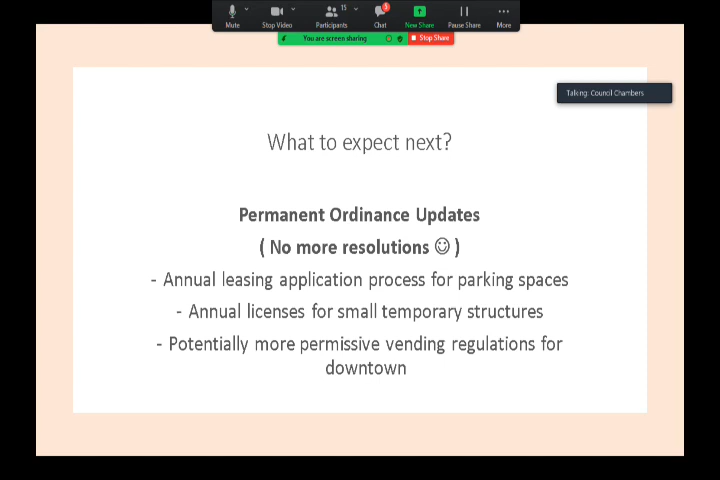 15
5
Mute
Stop Video
Participants
Chat
New Share
Pause Share
More
You are screen sharing
Stop Share
Talking: Council Chambers
What to expect next?
Permanent Ordinance Updates
( No more resolutions ☺ )
- Annual leasing application process for parking spaces
- Annual licenses for small temporary structures
- Potentially more permissive vending regulations for
downtown